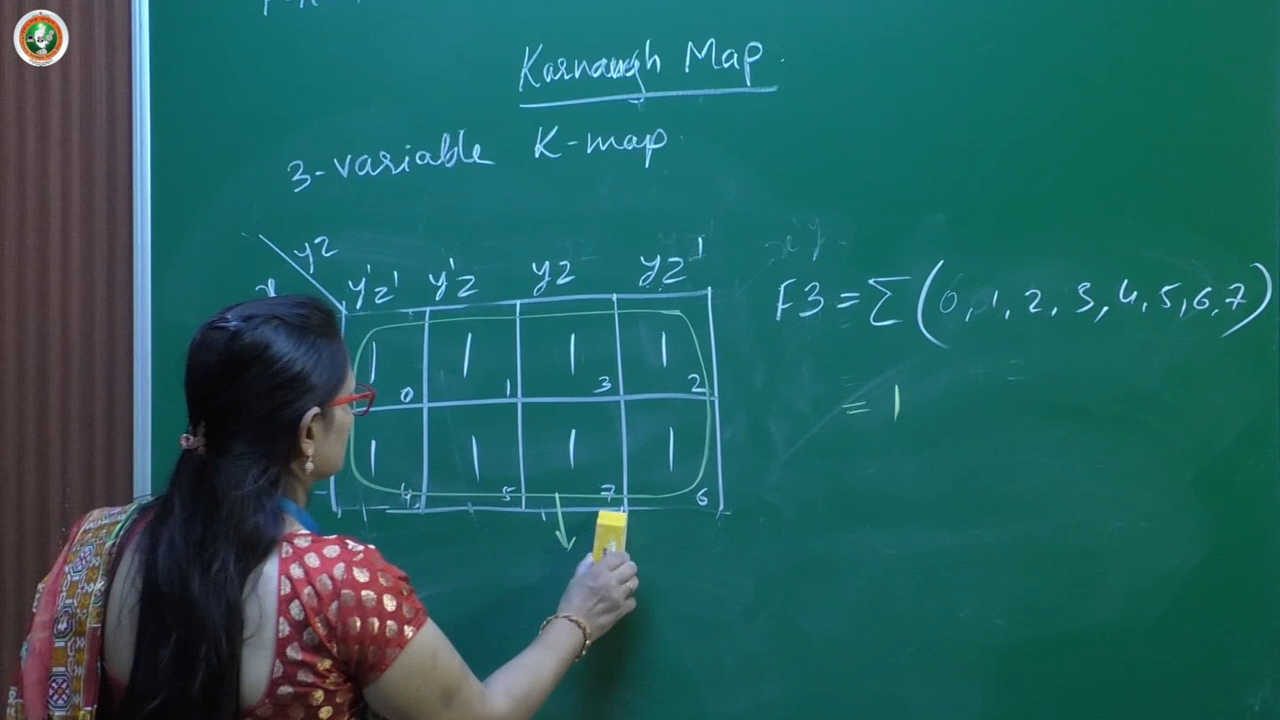 Karnaugh Map.
3-variable K-map.
yz
x
y'z' y'z yz yz'
1 0 1 1 1 3 1 2
1 4 1 5 1 7 1 6
F3 = Σ(0, 1, 2, 3, 4, 5, 6, 7)
= 1